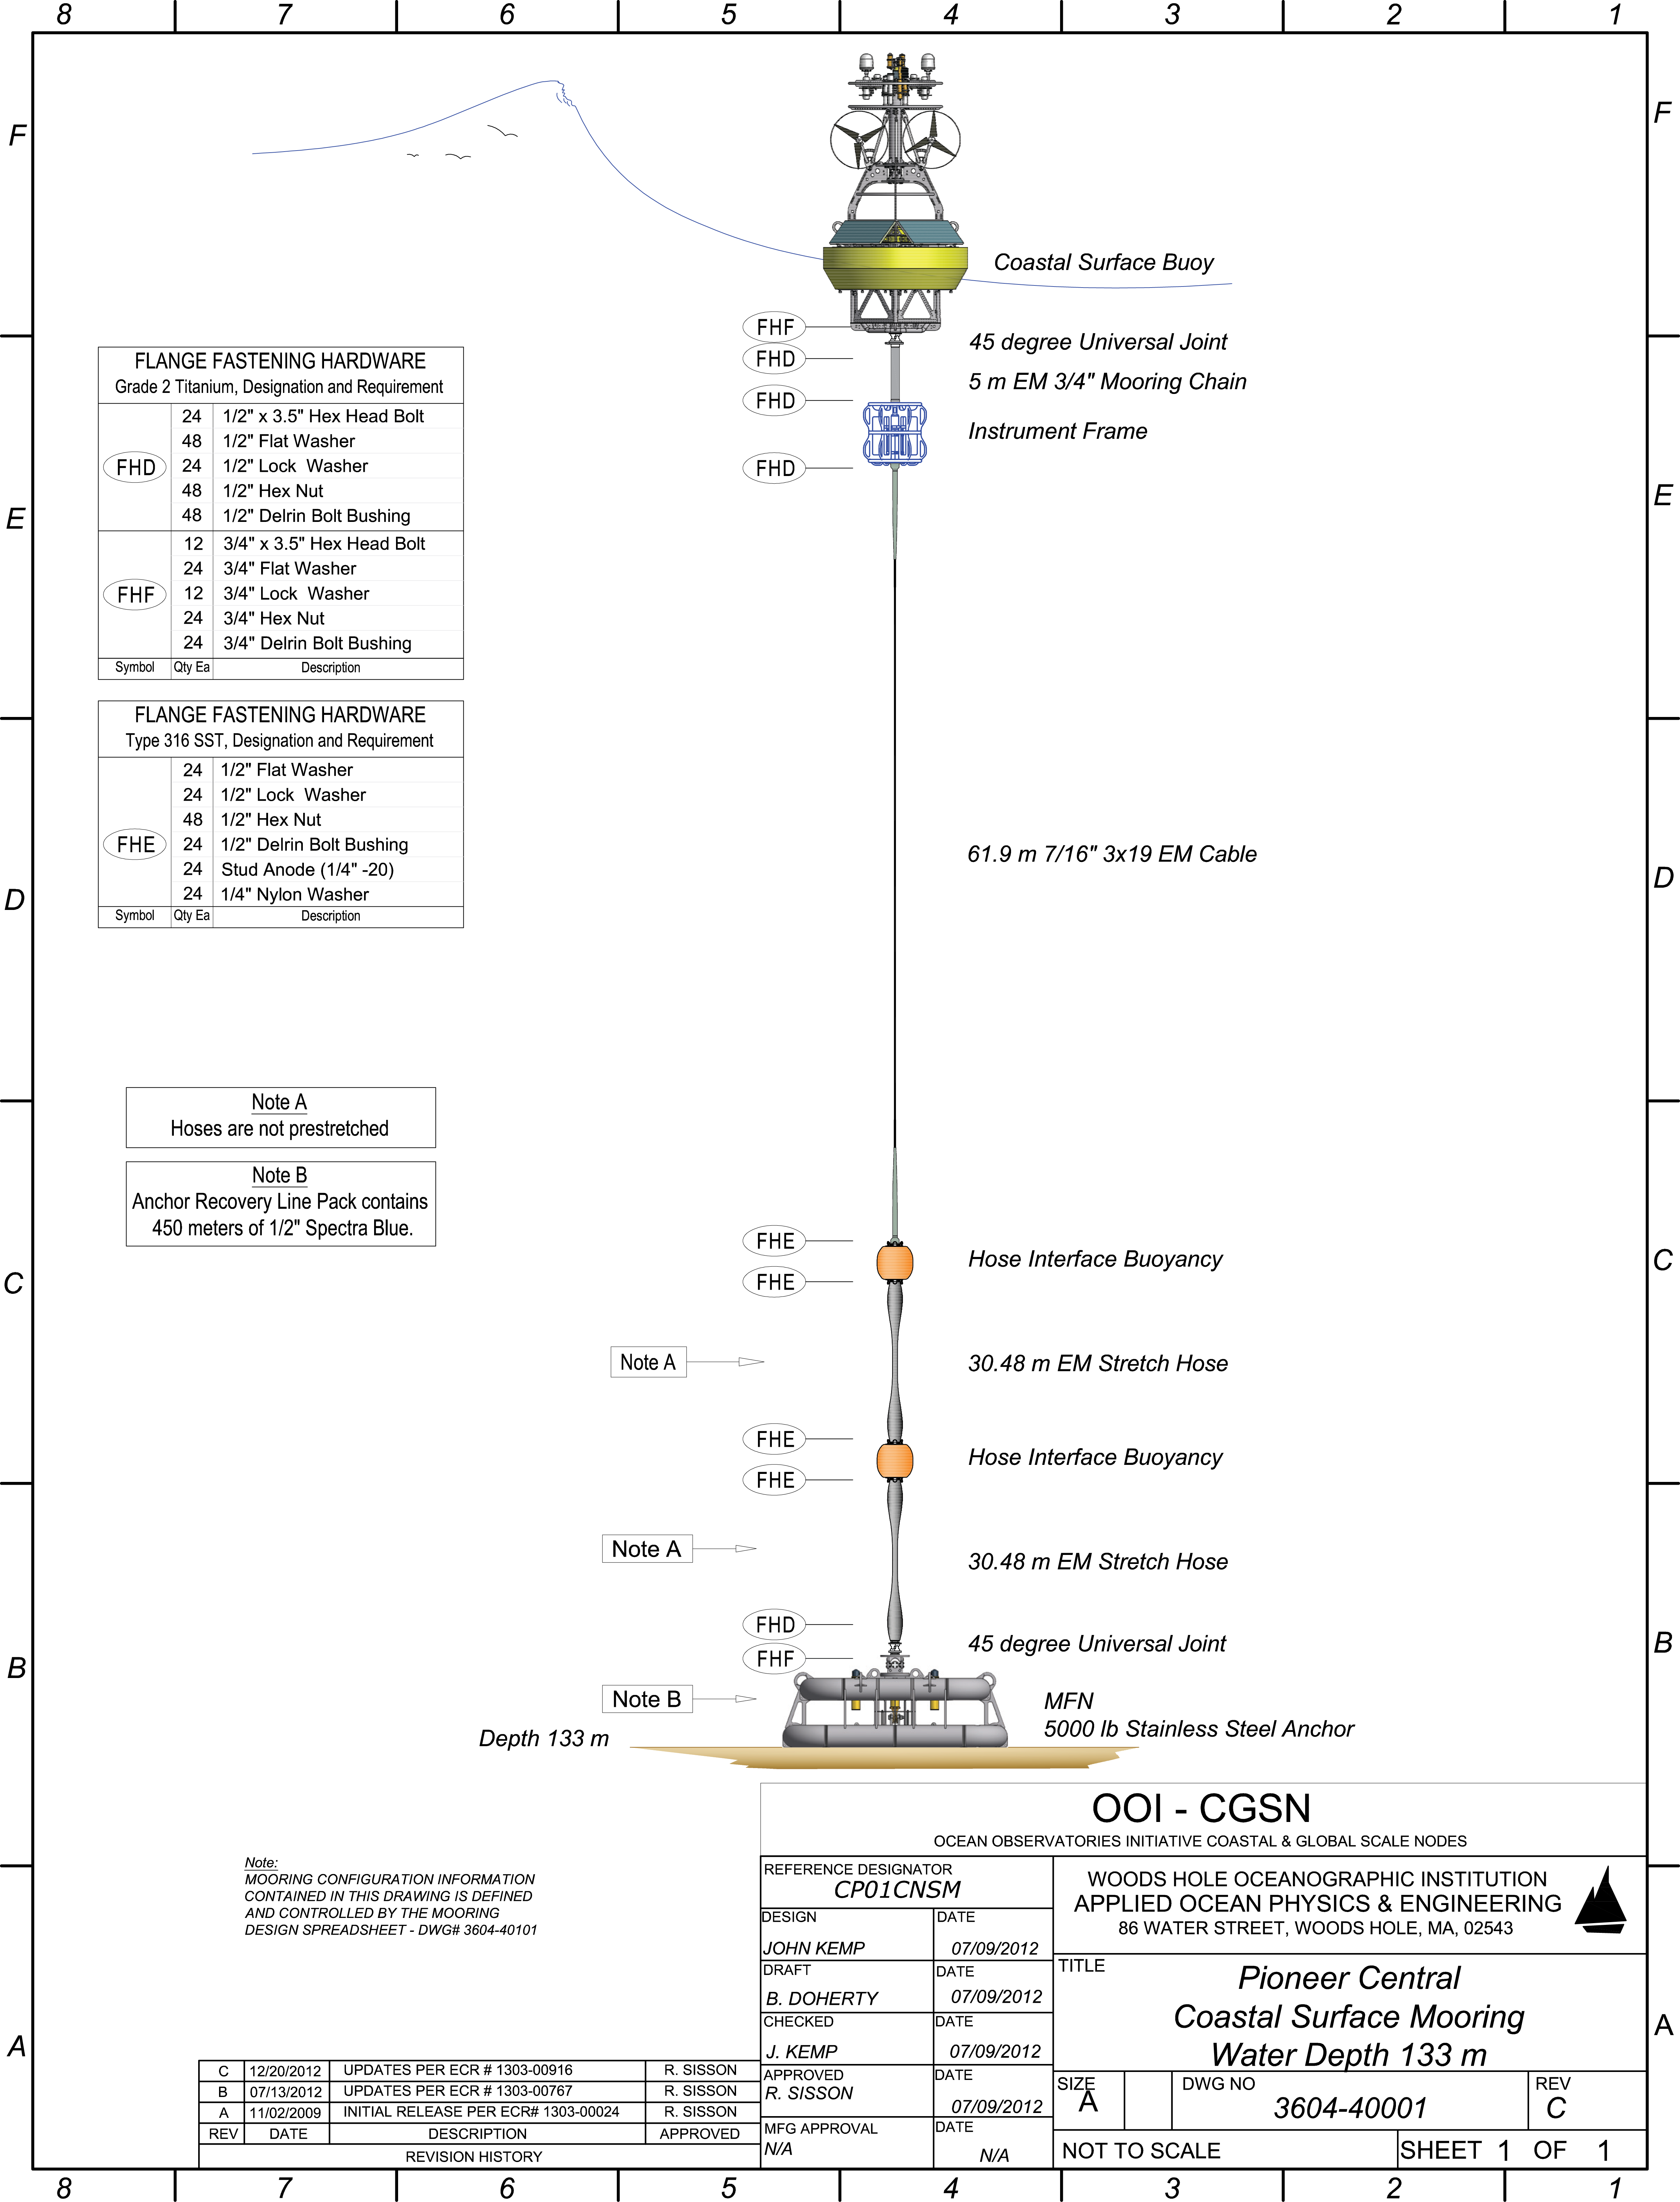 8 7 6 5 4 3 2 1
F
F
Coastal Surface Buoy
FHF
45 degree Universal Joint
FHD
5 m EM 3/4" Mooring Chain
FHD
Instrument Frame
FHD
FLANGE FASTENING HARDWARE
Grade 2 Titanium, Designation and Requirement
FHD
24 1/2" x 3.5" Hex Head Bolt
48 1/2" Flat Washer
24 1/2" Lock Washer
48 1/2" Hex Nut
48 1/2" Delrin Bolt Bushing
FHF
12 3/4" x 3.5" Hex Head Bolt
24 3/4" Flat Washer
12 3/4" Lock Washer
24 3/4" Hex Nut
24 3/4" Delrin Bolt Bushing
Symbol Qty Ea Description
E
E
FLANGE FASTENING HARDWARE
Type 316 SST, Designation and Requirement
FHE
24 1/2" Flat Washer
24 1/2" Lock Washer
48 1/2" Hex Nut
24 1/2" Delrin Bolt Bushing
24 Stud Anode (1/4" -20)
24 1/4" Nylon Washer
Symbol Qty Ea Description
61.9 m 7/16" 3x19 EM Cable
D
D
Note A
Hoses are not prestretched
Note B
Anchor Recovery Line Pack contains
450 meters of 1/2" Spectra Blue.
FHE
Hose Interface Buoyancy
FHE
C
C
Note A
30.48 m EM Stretch Hose
FHE
Hose Interface Buoyancy
FHE
Note A
30.48 m EM Stretch Hose
FHD
45 degree Universal Joint
FHF
B
B
Note B
MFN
5000 lb Stainless Steel Anchor
Depth 133 m
OOI - CGSN
OCEAN OBSERVATORIES INITIATIVE COASTAL & GLOBAL SCALE NODES
Note:
MOORING CONFIGURATION INFORMATION
CONTAINED IN THIS DRAWING IS DEFINED
AND CONTROLLED BY THE MOORING
DESIGN SPREADSHEET - DWG# 3604-40101
REFERENCE DESIGNATOR
CP01CNSM
WOODS HOLE OCEANOGRAPHIC INSTITUTION
APPLIED OCEAN PHYSICS & ENGINEERING
86 WATER STREET, WOODS HOLE, MA, 02543
DESIGN DATE
JOHN KEMP 07/09/2012
DRAFT DATE
B. DOHERTY 07/09/2012
CHECKED DATE
J. KEMP 07/09/2012
APPROVED DATE
R. SISSON 07/09/2012
MFG APPROVAL DATE
N/A N/A
TITLE
Pioneer Central
Coastal Surface Mooring
Water Depth 133 m
SIZE
A
DWG NO
3604-40001
REV
C
NOT TO SCALE
SHEET 1 OF 1
A
A
C 12/20/2012 UPDATES PER ECR # 1303-00916 R. SISSON
B 07/13/2012 UPDATES PER ECR # 1303-00767 R. SISSON
A 11/02/2009 INITIAL RELEASE PER ECR# 1303-00024 R. SISSON
REV DATE DESCRIPTION APPROVED
REVISION HISTORY
8 7 6 5 4 3 2 1